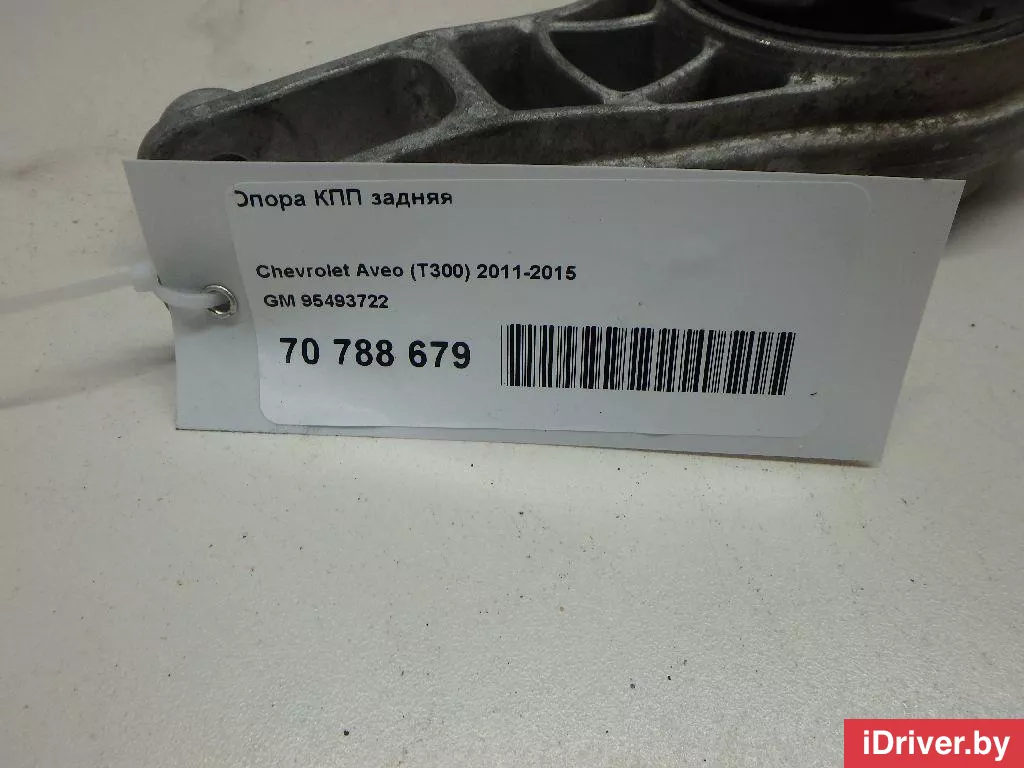 Опора КПП задняя
Chevrolet Aveo (T300) 2011-2015
GM 95493722
70 788 679
iDriver.by